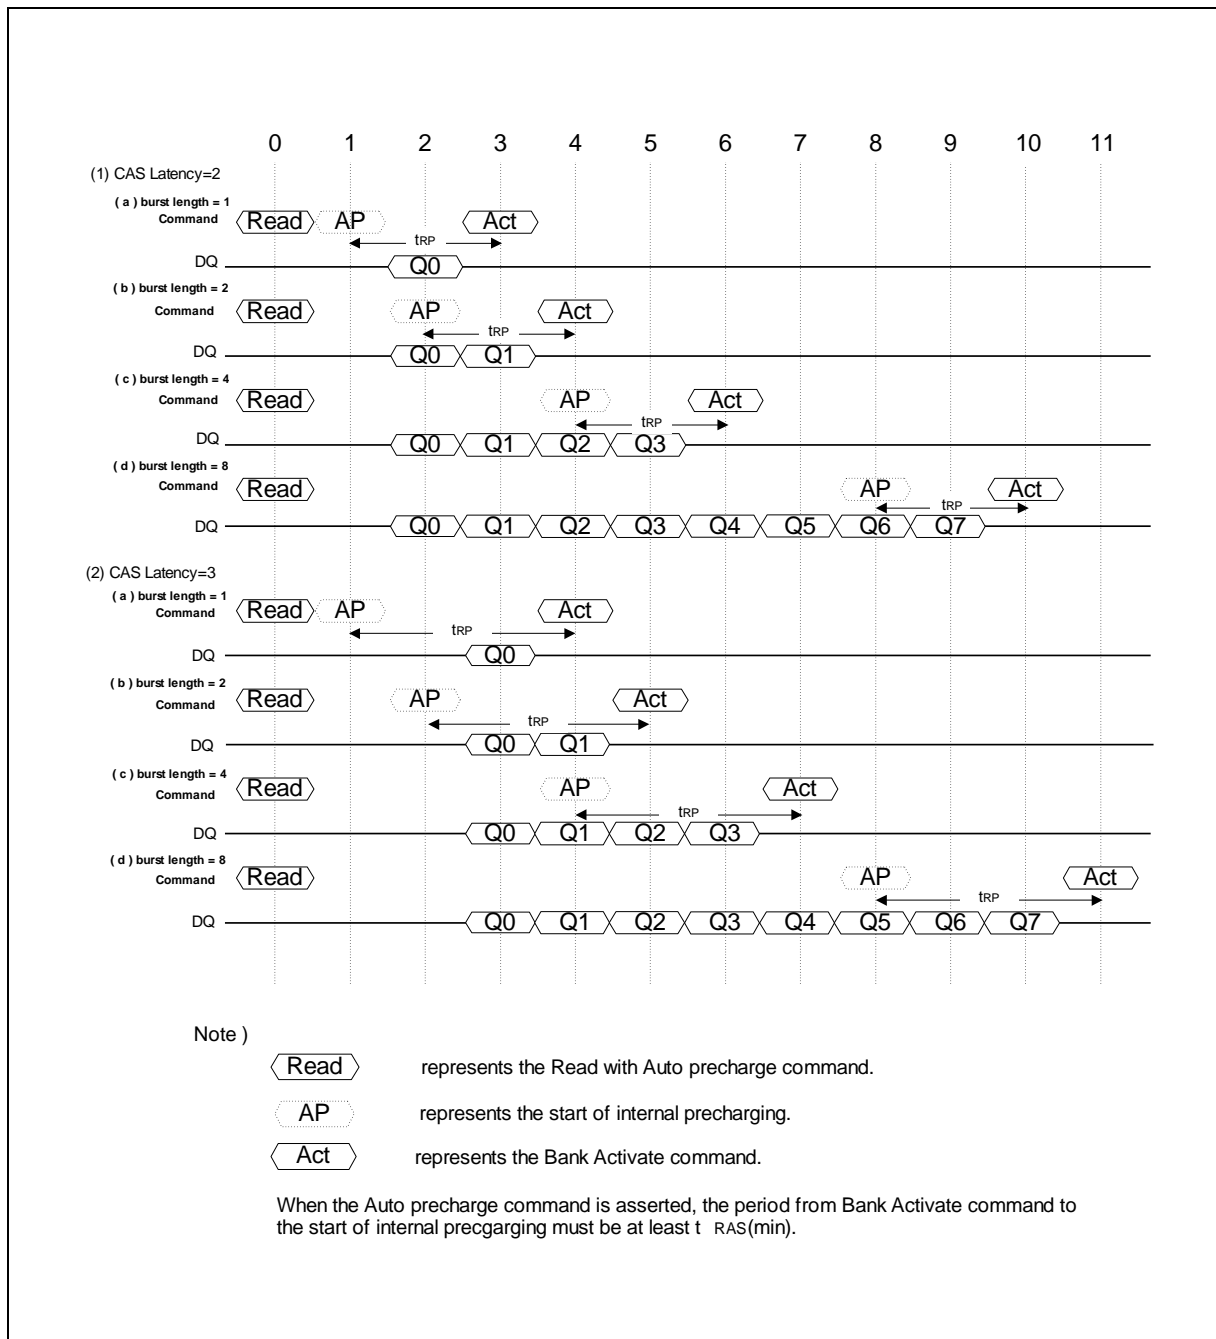 0 1 2 3 4 5 6 7 8 9 10 11
(1) CAS Latency=2
( a ) burst length = 1
Command Read AP Act
tRP
DQ Q0
( b ) burst length = 2
Command Read AP Act
tRP
DQ Q0 Q1
( c ) burst length = 4
Command Read AP Act
tRP
DQ Q0 Q1 Q2 Q3
( d ) burst length = 8
Command Read AP Act
tRP
DQ Q0 Q1 Q2 Q3 Q4 Q5 Q6 Q7
(2) CAS Latency=3
( a ) burst length = 1
Command Read AP Act
tRP
DQ Q0
( b ) burst length = 2
Command Read AP Act
tRP
DQ Q0 Q1
( c ) burst length = 4
Command Read AP Act
tRP
DQ Q0 Q1 Q2 Q3
( d ) burst length = 8
Command Read AP Act
tRP
DQ Q0 Q1 Q2 Q3 Q4 Q5 Q6 Q7
Note )
Read represents the Read with Auto precharge command.
AP represents the start of internal precharging.
Act represents the Bank Activate command.
When the Auto precharge command is asserted, the period from Bank Activate command to
the start of internal precgarging must be at least t RAS(min).